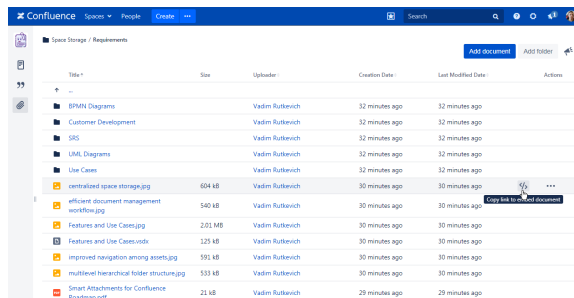 Confluence Spaces People Create ••• Search
Space Storage / Requirements
Add document Add folder
Title Size Uploader Creation Date Last Modified Date Actions
..
BPMN Diagrams Vadim Rutkevich 32 minutes ago 32 minutes ago
Customer Development Vadim Rutkevich 32 minutes ago 32 minutes ago
SRS Vadim Rutkevich 32 minutes ago 32 minutes ago
UML Diagrams Vadim Rutkevich 32 minutes ago 32 minutes ago
Use Cases Vadim Rutkevich 32 minutes ago 32 minutes ago
centralized space storage.jpg 604 kB Vadim Rutkevich 30 minutes ago 30 minutes ago
Copy link to embed document
efficient document management
workflow.jpg 540 kB Vadim Rutkevich 30 minutes ago 30 minutes ago
Features and Use Cases.jpg 2.01 MB Vadim Rutkevich 30 minutes ago 30 minutes ago
Features and Use Cases.vsdx 125 kB Vadim Rutkevich 30 minutes ago 30 minutes ago
improved navigation among assets.jpg 591 kB Vadim Rutkevich 30 minutes ago 30 minutes ago
multilevel hierarchical folder structure.jpg 533 kB Vadim Rutkevich 30 minutes ago 30 minutes ago
Smart Attachments for Confluence
Roadmap.pdf 21 kB Vadim Rutkevich 29 minutes ago 29 minutes ago